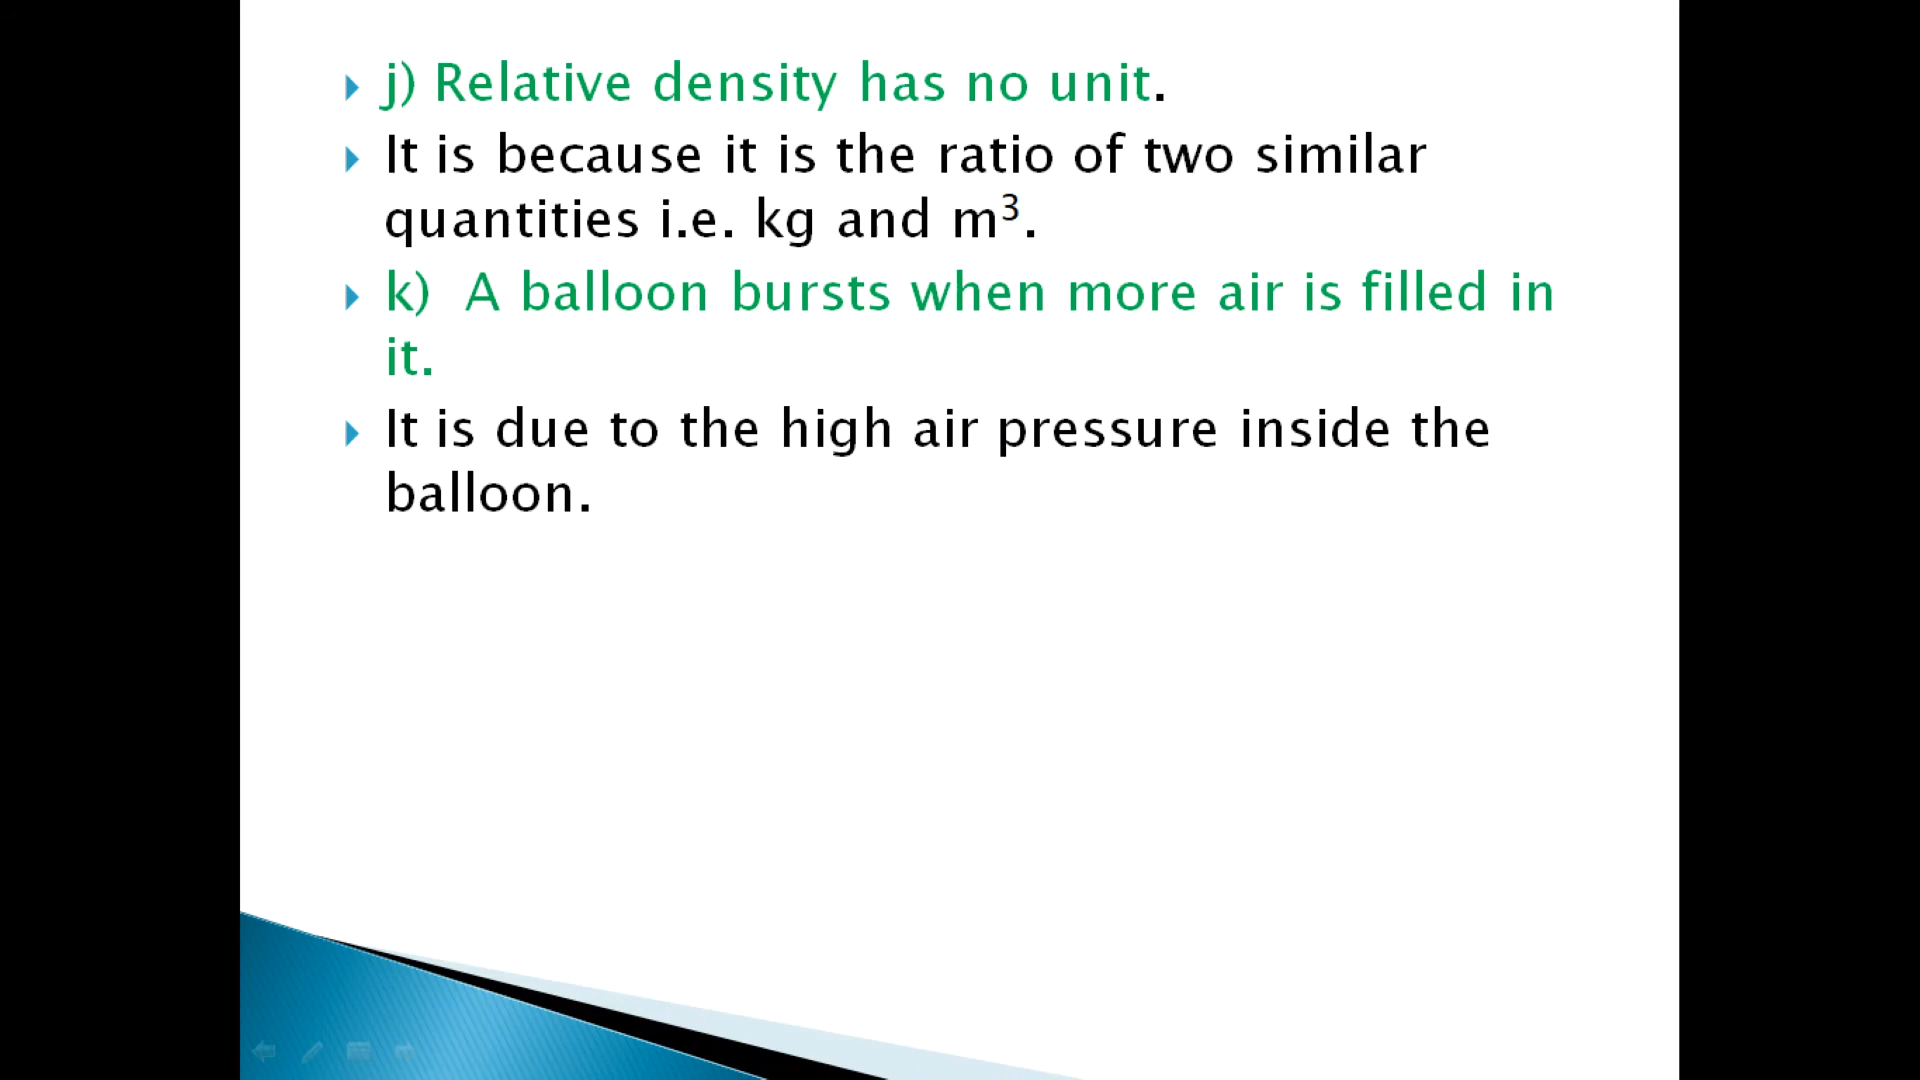 j) Relative density has no unit.
It is because it is the ratio of two similar
quantities i.e. kg and m³.
k) A balloon bursts when more air is filled in
it.
It is due to the high air pressure inside the
balloon.